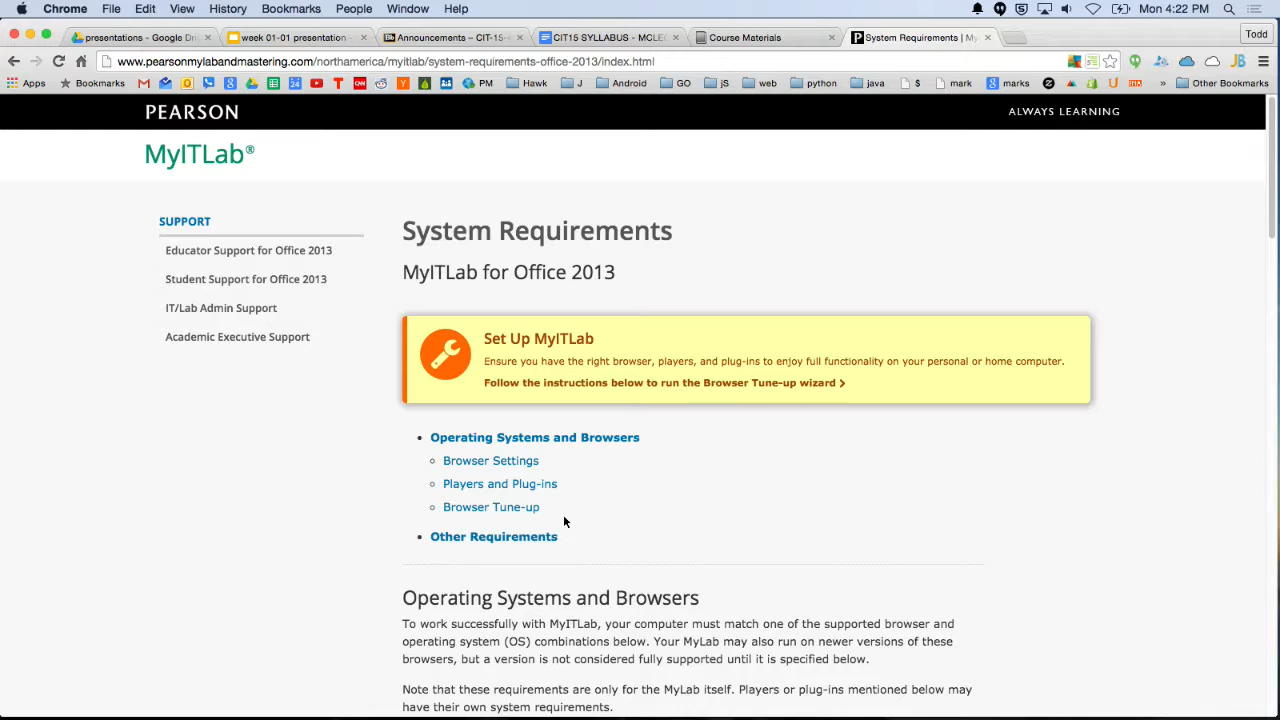 Chrome File Edit View History Bookmarks People Window Help Mon 4:22 PM
presentations - Google Dri
week 01-01 presentation
Announcements – CIT-15-
CIT15 SYLLABUS - MCLE
Course Materials
System Requirements | My
Todd
www.pearsonmylabandmastering.com/northamerica/myitlab/system-requirements-office-2013/index.html
Apps Bookmarks PM Hawk J Android GO JS web python java $ mark marks » Other Bookmarks
PEARSON
ALWAYS LEARNING
MyITLab®
SUPPORT
Educator Support for Office 2013
Student Support for Office 2013
IT/Lab Admin Support
Academic Executive Support
System Requirements
MyITLab for Office 2013
Set Up MyITLab
Ensure you have the right browser, players, and plug-ins to enjoy full functionality on your personal or home computer.
Follow the instructions below to run the Browser Tune-up wizard
• Operating Systems and Browsers
Browser Settings
Players and Plug-ins
Browser Tune-up
• Other Requirements
Operating Systems and Browsers
To work successfully with MyITLab, your computer must match one of the supported browser and
operating system (OS) combinations below. Your MyLab may also run on newer versions of these
browsers, but a version is not considered fully supported until it is specified below.
Note that these requirements are only for the MyLab itself. Players or plug-ins mentioned below may
have their own system requirements.